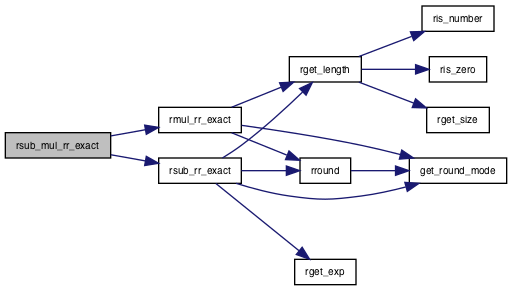 ris_number
rget_length
ris_zero
rget_size
rmul_rr_exact
rsub_mul_rr_exact
rsub_rr_exact
rround
get_round_mode
rget_exp